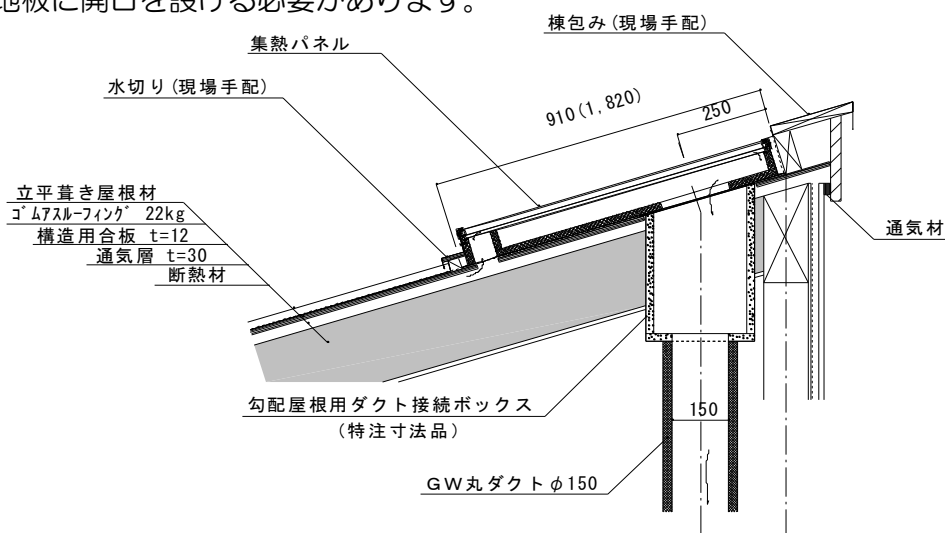 地板に開口を設ける必要があります。
棟包み(現場手配)
集熱パネル
水切り(現場手配)
910(1,820)
250
立平葺き屋根材
ゴムアスルーフィング 22kg
構造用合板 t=12
通気層 t=30
断熱材
通気材
勾配屋根用ダクト接続ボックス
(特注寸法品)
150
GW丸ダクトφ150